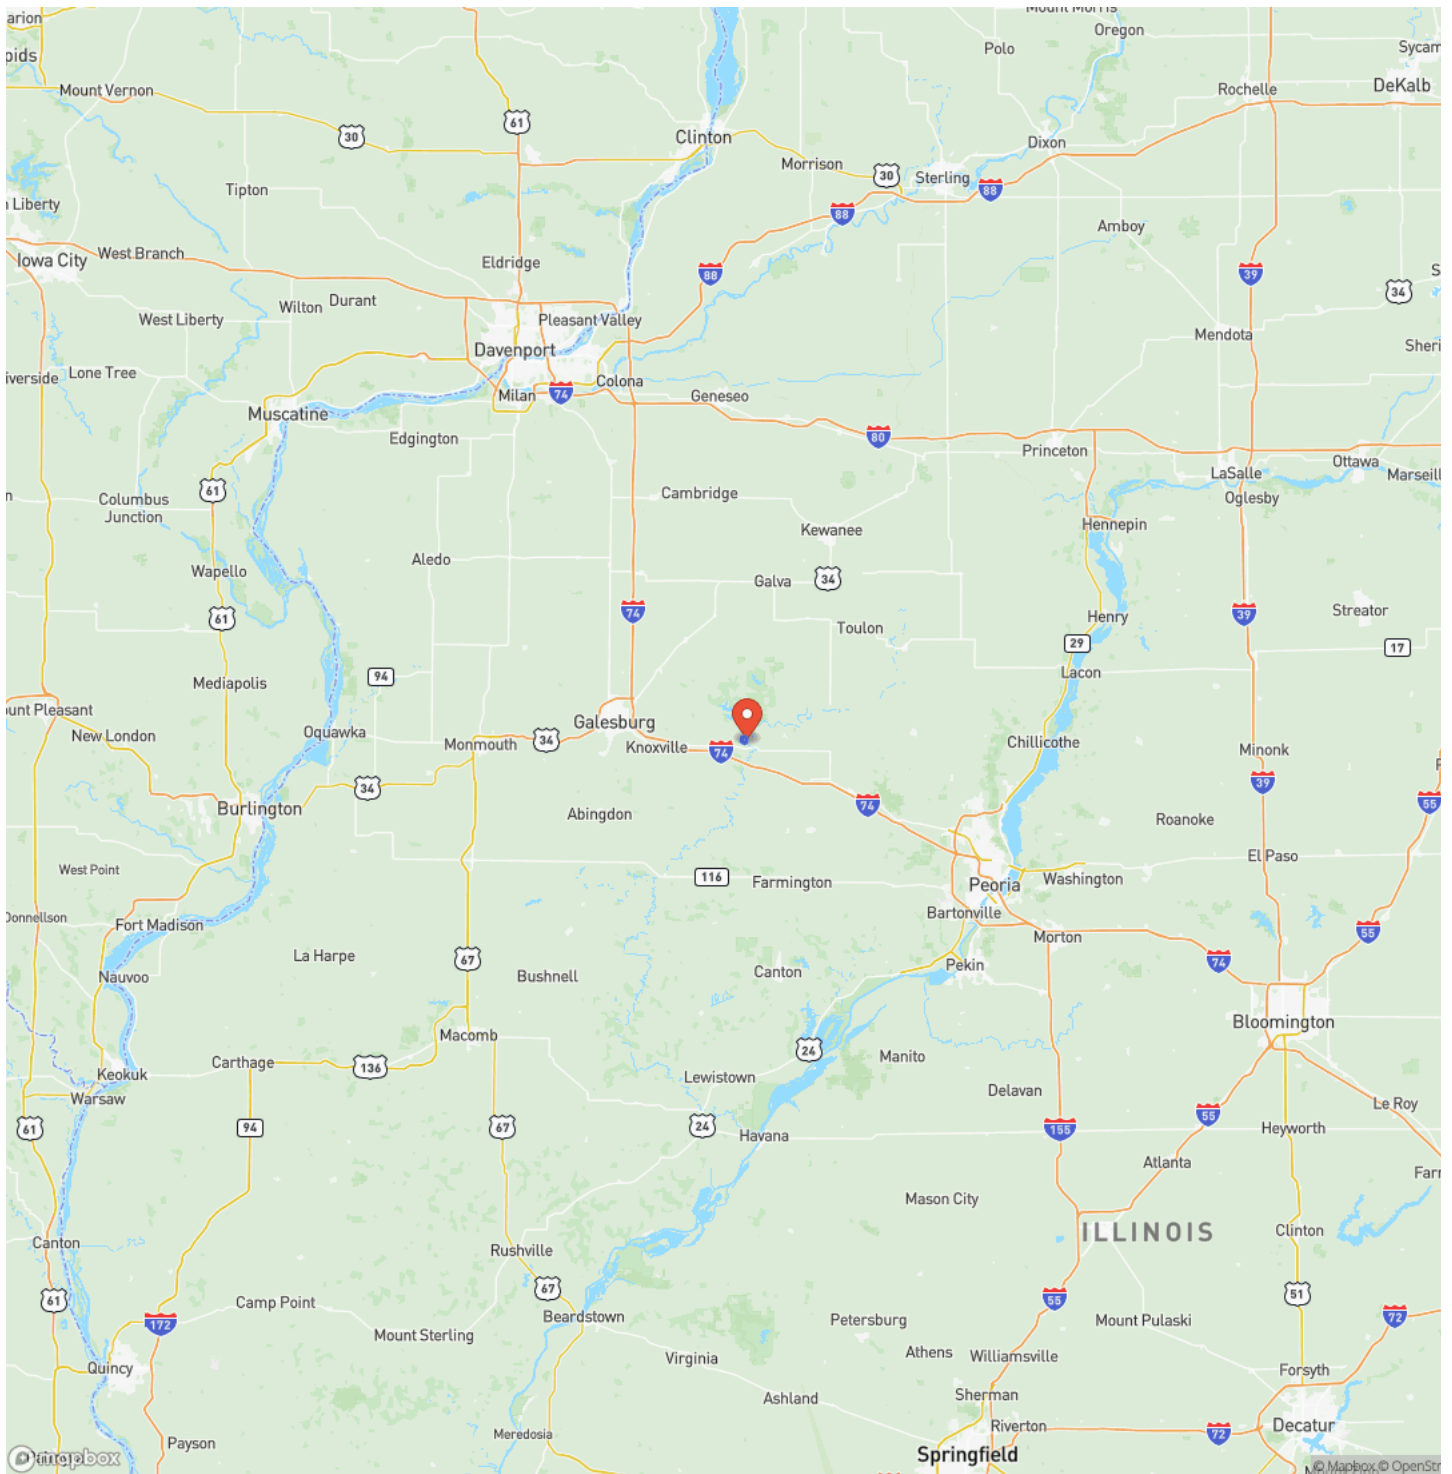 arion
Mount Morris
Oregon
Polo
Sycam
pids
Mount Vernon
Rochelle
DeKalb
61
30
Clinton
Dixon
Morrison
30
Sterling
88
Tipton
n Liberty
88
Amboy
West Branch
Iowa City
Eldridge
88
39
S
34
Wilton
Durant
West Liberty
Pleasant Valley
Mendota
Davenport
Sheri
iverside
Lone Tree
Colona
Milan
74
Geneseo
Muscatine
Edgington
80
Princeton
Ottawa
LaSalle
Marseill
61
n
Columbus
Junction
Cambridge
Oglesby
Kewanee
Hennepin
Aledo
Wapello
Galva
34
61
74
39
Streator
Henry
Toulon
29
17
94
Lacon
Mediapolis
unt Pleasant
New London
Oquawka
Galesburg
Monmouth
34
Knoxville
74
Chillicothe
Minonk
F
34
39
55
Burlington
74
Abingdon
Roanoke
West Point
El Paso
116
Farmington
Peoria
Washington
Donnellson
Fort Madison
Bartonville
Morton
55
La Harpe
67
Bushnell
Canton
Pekin
74
Nauvoo
Macomb
Bloomington
24
Manito
Carthage
136
Keokuk
Lewistown
Warsaw
Delavan
Le Roy
61
94
67
24
Havana
155
55
Heyworth
Atlanta
Farr
Mason City
Canton
ILLINOIS
Clinton
Rushville
67
61
Camp Point
55
51
172
Beardstown
Petersburg
Mount Pulaski
72
Mount Sterling
Quincy
Virginia
Athens
Williamsville
Forsyth
Ashland
Sherman
Riverton
72
Decatur
Meredosia
Payson
Springfield
mapbox
© Mapbox © OpenStr